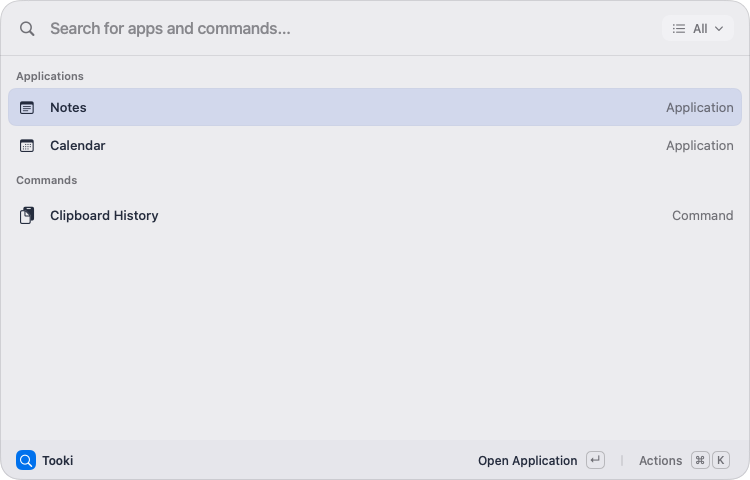 Search for apps and commands...
All
Applications
Notes Application
Calendar Application
Commands
Clipboard History Command
Tooki Open Application ↵ | Actions ⌘ K